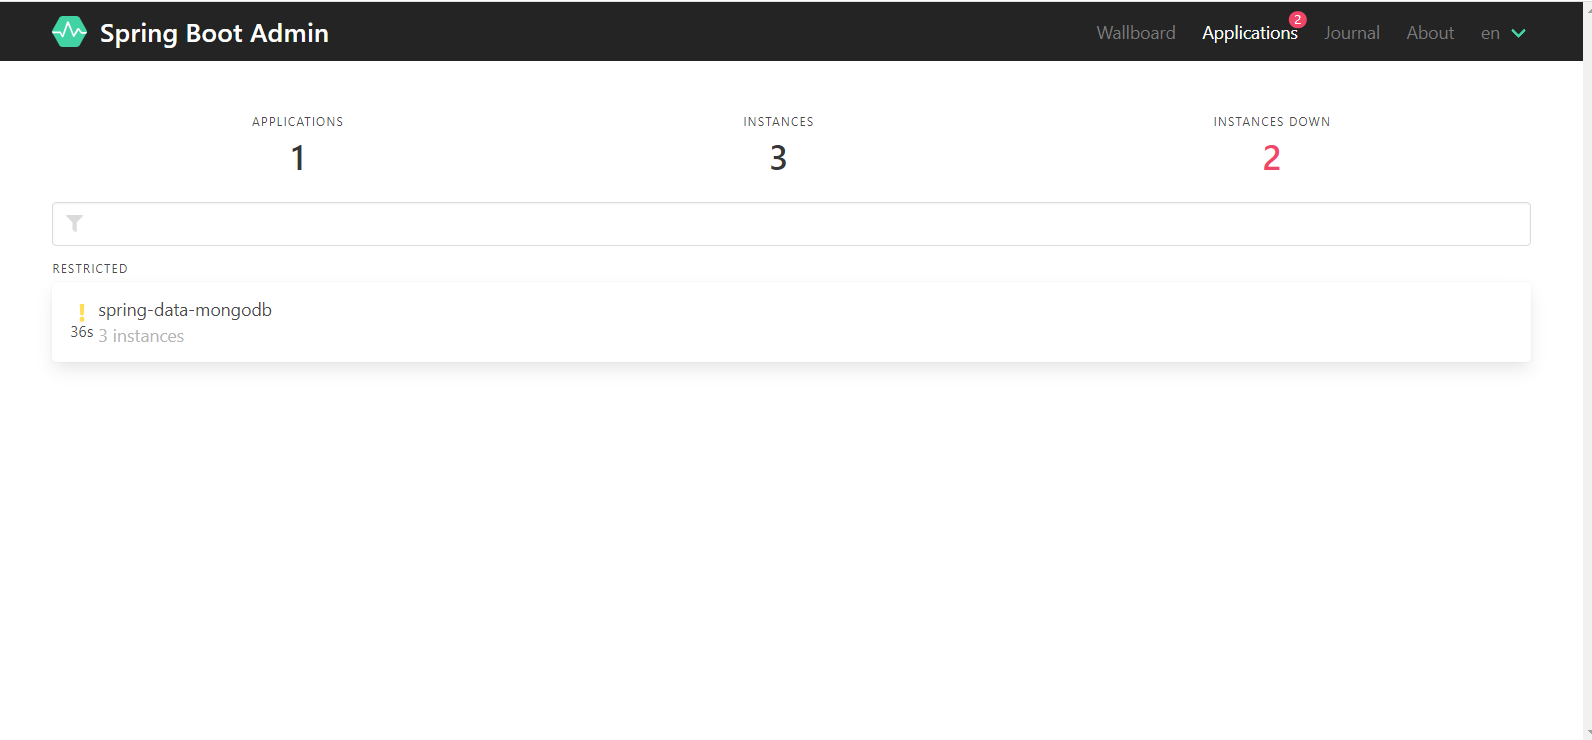 Spring Boot Admin
Wallboard Applications 2 Journal About en
APPLICATIONS INSTANCES INSTANCES DOWN
1 3 2
RESTRICTED
spring-data-mongodb
36s 3 instances